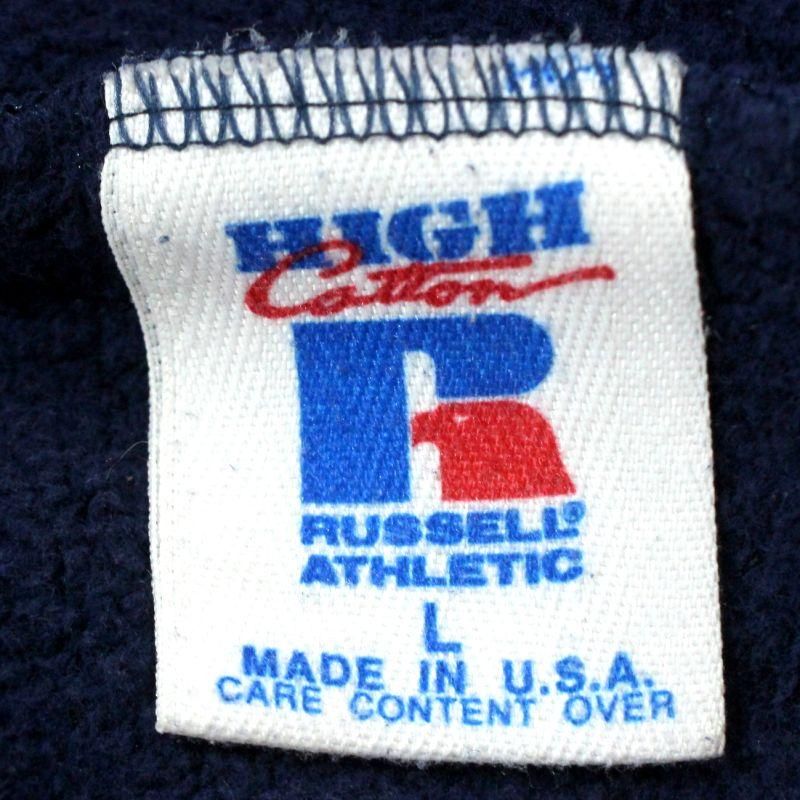 HIGH
Cotton
R
RUSSELL®
ATHLETIC
L
MADE IN U.S.A.
CARE CONTENT OVER